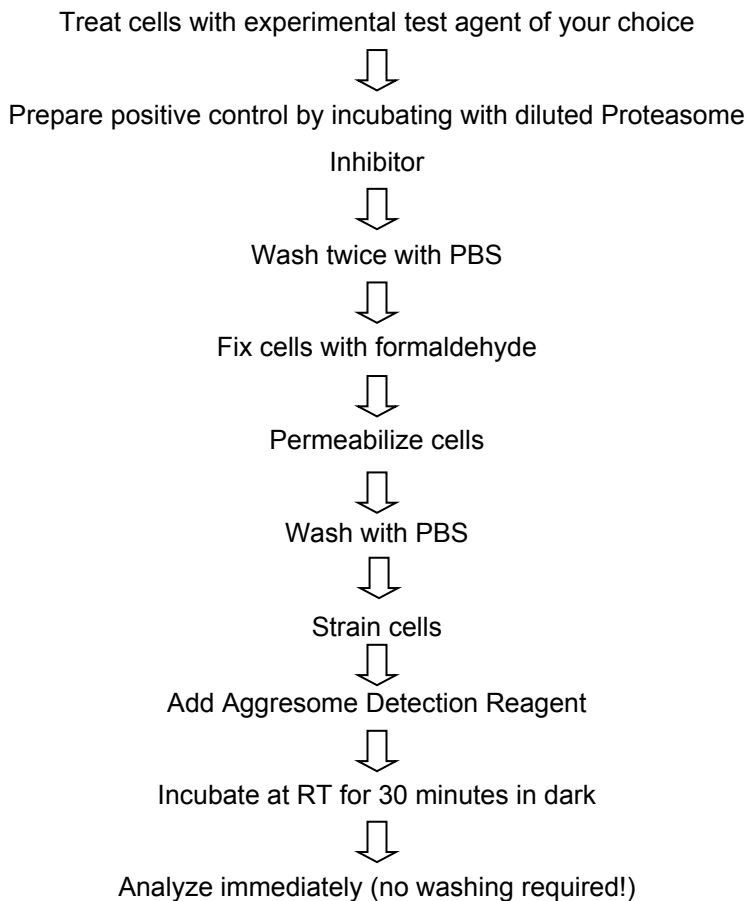 Treat cells with experimental test agent of your choice
Prepare positive control by incubating with diluted Proteasome
Inhibitor
Wash twice with PBS
Fix cells with formaldehyde
Permeabilize cells
Wash with PBS
Strain cells
Add Aggresome Detection Reagent
Incubate at RT for 30 minutes in dark
Analyze immediately (no washing required!)